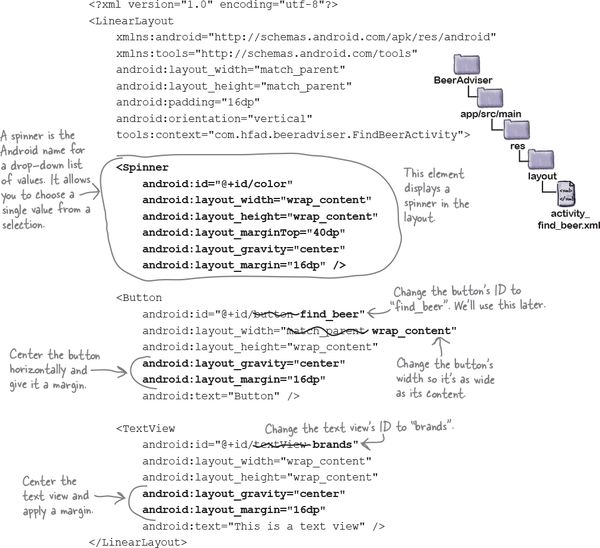 <?xml version="1.0" encoding="utf-8"?>
<LinearLayout
xmlns:android="http://schemas.android.com/apk/res/android"
xmlns:tools="http://schemas.android.com/tools"
android:layout_width="match_parent"
android:layout_height="match_parent"
android:padding="16dp"
android:orientation="vertical"
tools:context="com.hfad.beeradviser.FindBeerActivity">
BeerAdviser
app/src/main
res
layout
activity_
find_beer.xml
A spinner is the
Android name for
a drop-down list
of values. It allows
you to choose a
single value from a
selection.
<Spinner
android:id="@+id/color"
android:layout_width="wrap_content"
android:layout_height="wrap_content"
android:layout_marginTop="40dp"
android:layout_gravity="center"
android:layout_margin="16dp" />
This element
displays a
spinner in the
layout.
<Button
android:id="@+id/button find_beer"
android:layout_width="match_parent wrap_content"
android:layout_height="wrap_content"
android:layout_gravity="center"
android:layout_margin="16dp"
android:text="Button" />
Change the button's ID to
"find_beer". We'll use this later.
Center the button
horizontally and
give it a margin.
Change the button's
width so it's as wide
as its content.
<TextView
android:id="@+id/textView brands"
android:layout_width="wrap_content"
android:layout_height="wrap_content"
android:layout_gravity="center"
android:layout_margin="16dp"
android:text="This is a text view" />
Change the text view's ID to "brands".
Center the
text view and
apply a margin.
</LinearLayout>